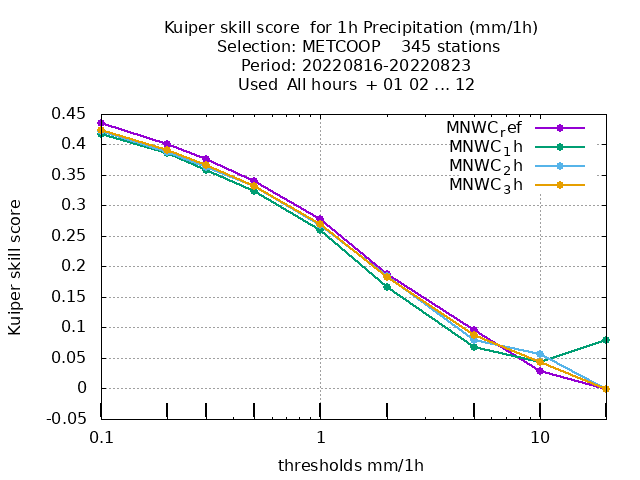 Kuiper skill score  for 1h Precipitation (mm/1h)
Selection: METCOOP    345 stations
Period: 20220816-20220823
Used  All hours  + 01 02 ... 12
MNWC_ref
MNWC_1h
MNWC_2h
MNWC_3h
0.45
0.4
0.35
0.3
0.25
0.2
0.15
0.1
0.05
0
-0.05
Kuiper skill score
0.1 1 10
thresholds mm/1h